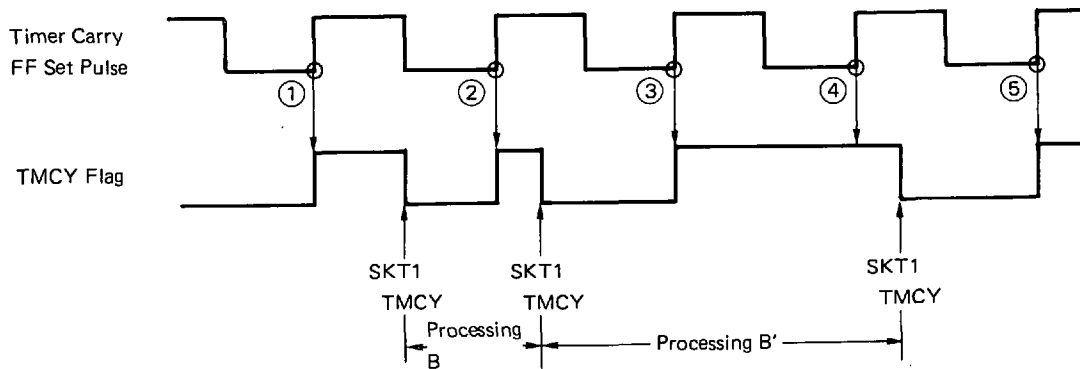 Timer Carry
FF Set Pulse
① ② ③ ④ ⑤
TMCY Flag
SKT1 SKT1 SKT1
TMCY TMCY TMCY
Processing
B
Processing B'